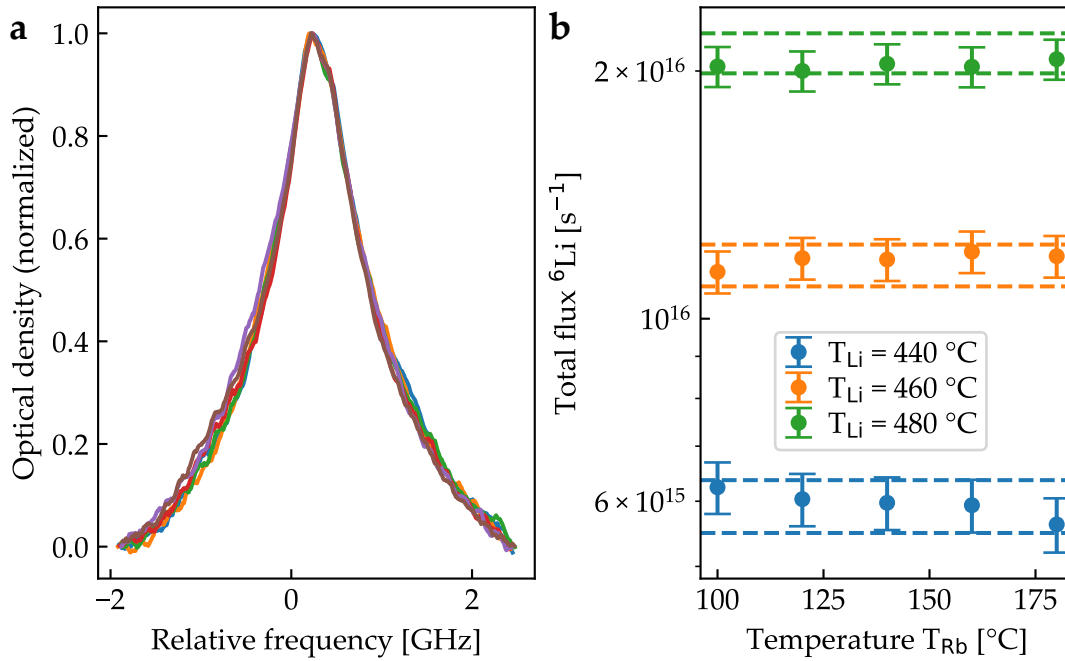 a
1.0
0.8
0.6
0.4
0.2
0.0
Optical density (normalized)
−2
0
2
Relative frequency [GHz]
b
2 × 10¹⁶
10¹⁶
6 × 10¹⁵
Total flux ⁶Li [s⁻¹]
T_Li = 440 °C
T_Li = 460 °C
T_Li = 480 °C
100
125
150
175
Temperature T_Rb [°C]